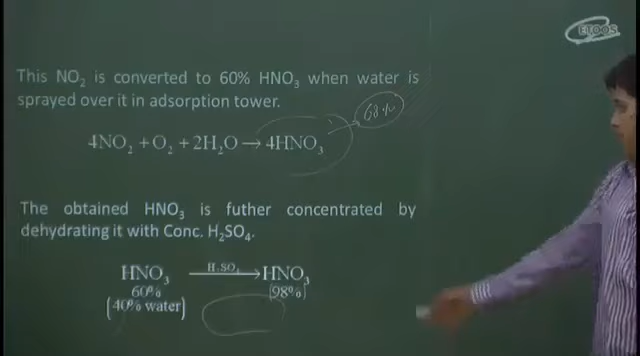 ETOOS
This NO₂ is converted to 60% HNO₃ when water is
sprayed over it in adsorption tower.
68%
4NO₂ + O₂ + 2H₂O → 4HNO₃
The obtained HNO₃ is futher concentrated by
dehydrating it with Conc. H₂SO₄.
HNO₃ H₂SO₄→ HNO₃
60% (98%)
(40% water)